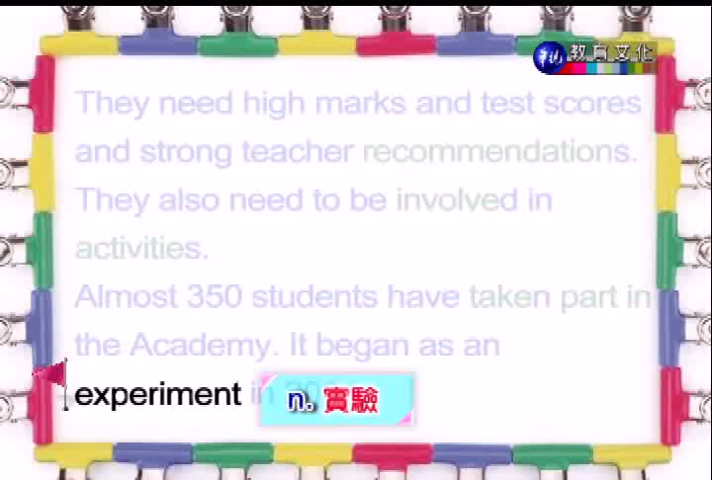 教育文化
They need high marks and test scores
and strong teacher recommendations.
They also need to be involved in
activities.
Almost 350 students have taken part in
the Academy. It began as an
experiment in
n. 實驗